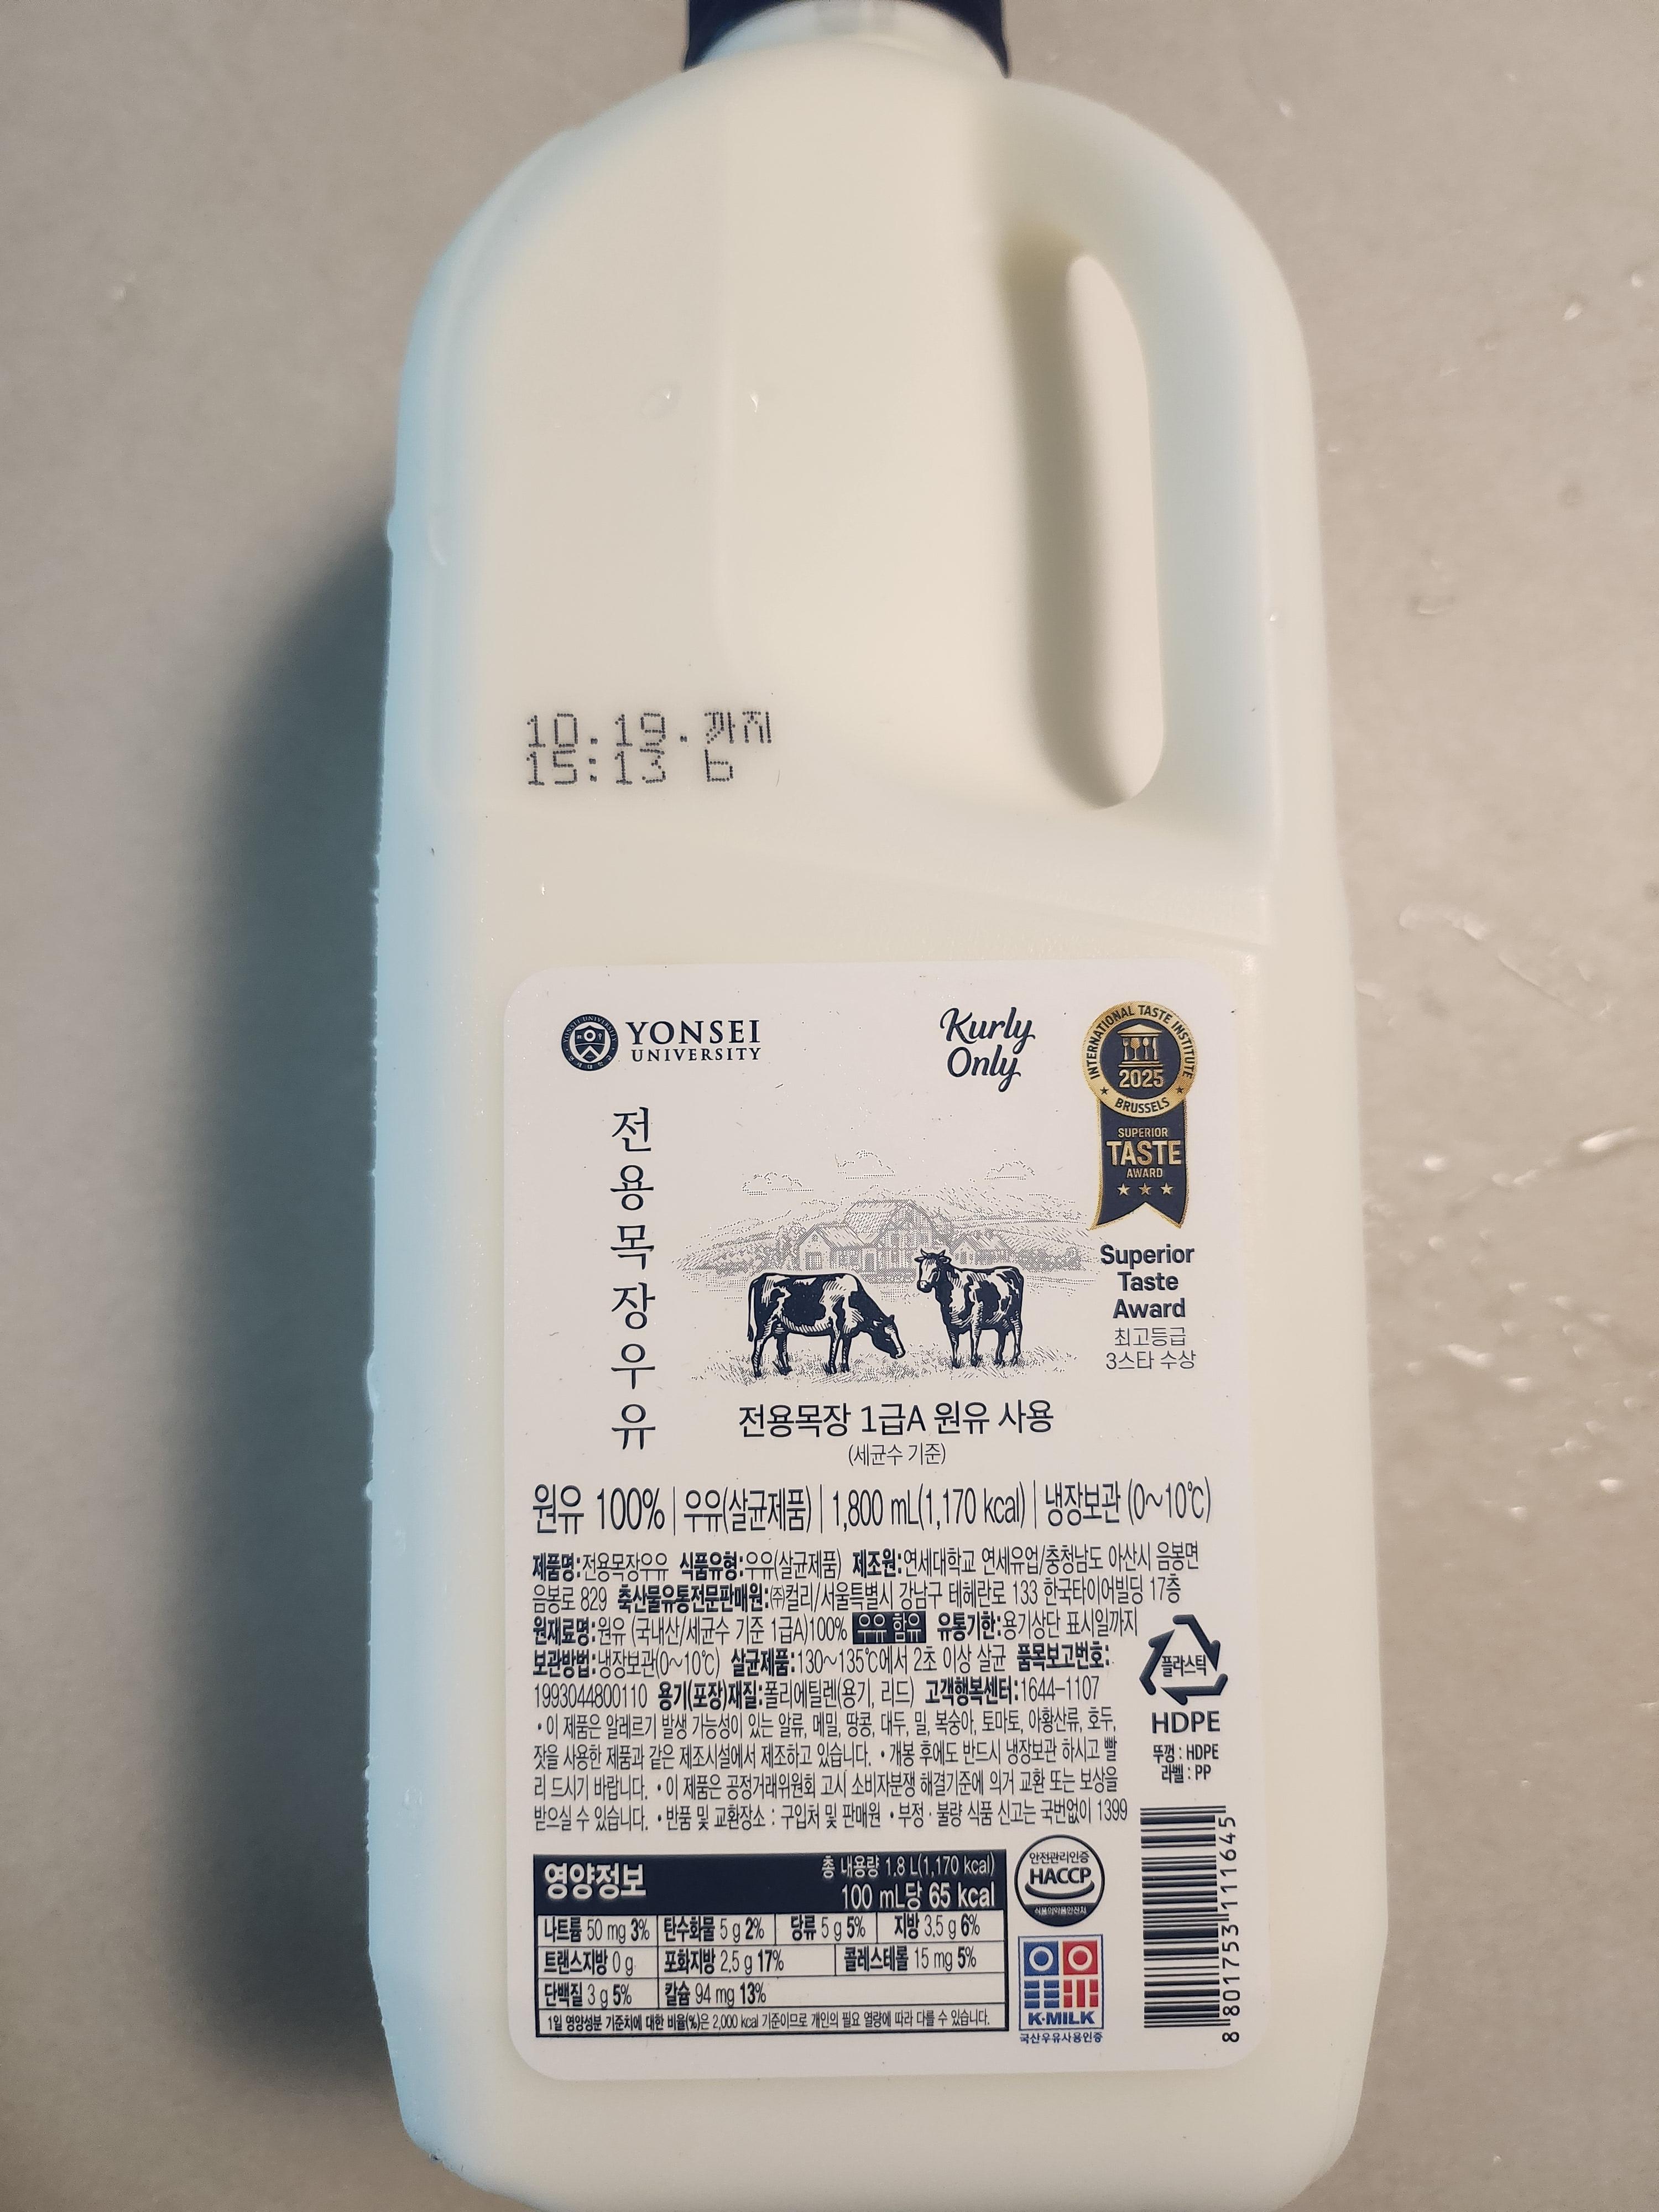 10:19.까지
15:13 b
YONSEI
UNIVERSITY
Kurly
Only
INTERNATIONAL TASTE INSTITUTE
2025
BRUSSELS
SUPERIOR
TASTE
AWARD
Superior
Taste
Award
최고등급
3스타 수상
전용목장우유
전용목장 1급A 원유 사용
(세균수 기준)
원유 100% | 우유(살균제품) | 1,800 mL(1,170 kcal) | 냉장보관 (0~10℃)
제품명:전용목장우유 식품유형:우유(살균제품) 제조원:연세대학교 연세유업/충청남도 아산시 음봉면
음봉로 829 축산물유통전문판매원:㈜컬리/서울특별시 강남구 테헤란로 133 한국타이어빌딩 17층
원재료명:원유 (국내산/세균수 기준 1급A)100% 우유 함유 유통기한:용기상단 표시일까지
보관방법:냉장보관(0~10℃) 살균제품:130~135℃에서 2초 이상 살균 품목보고번호:
1993044800110 용기(포장)재질:폴리에틸렌(용기, 리드) 고객행복센터:1644-1107
• 이 제품은 알레르기 발생 가능성이 있는 알류, 메밀, 땅콩, 대두, 밀, 복숭아, 토마토, 아황산류, 호두,
잣을 사용한 제품과 같은 제조시설에서 제조하고 있습니다. • 개봉 후에도 반드시 냉장보관 하시고 빨
리 드시기 바랍니다. • 이 제품은 공정거래위원회 고시 소비자분쟁 해결기준에 의거 교환 또는 보상을
받으실 수 있습니다. • 반품 및 교환장소 : 구입처 및 판매원 • 부정 · 불량 식품 신고는 국번없이 1399
플라스틱
HDPE
뚜껑 : HDPE
라벨 : PP
영양정보
총 내용량 1.8 L(1,170 kcal)
100 mL당 65 kcal
나트륨 50 mg 3% 탄수화물 5 g 2% 당류 5 g 5% 지방 3.5 g 6%
트랜스지방 0 g 포화지방 2.5 g 17% 콜레스테롤 15 mg 5%
단백질 3 g 5% 칼슘 94 mg 13%
1일 영양성분 기준치에 대한 비율(%)은 2,000 kcal 기준이므로 개인의 필요 열량에 따라 다를 수 있습니다.
안전관리인증
HACCP
식품의약품안전처
K·MILK
국산우유사용인증
8 801753 111645